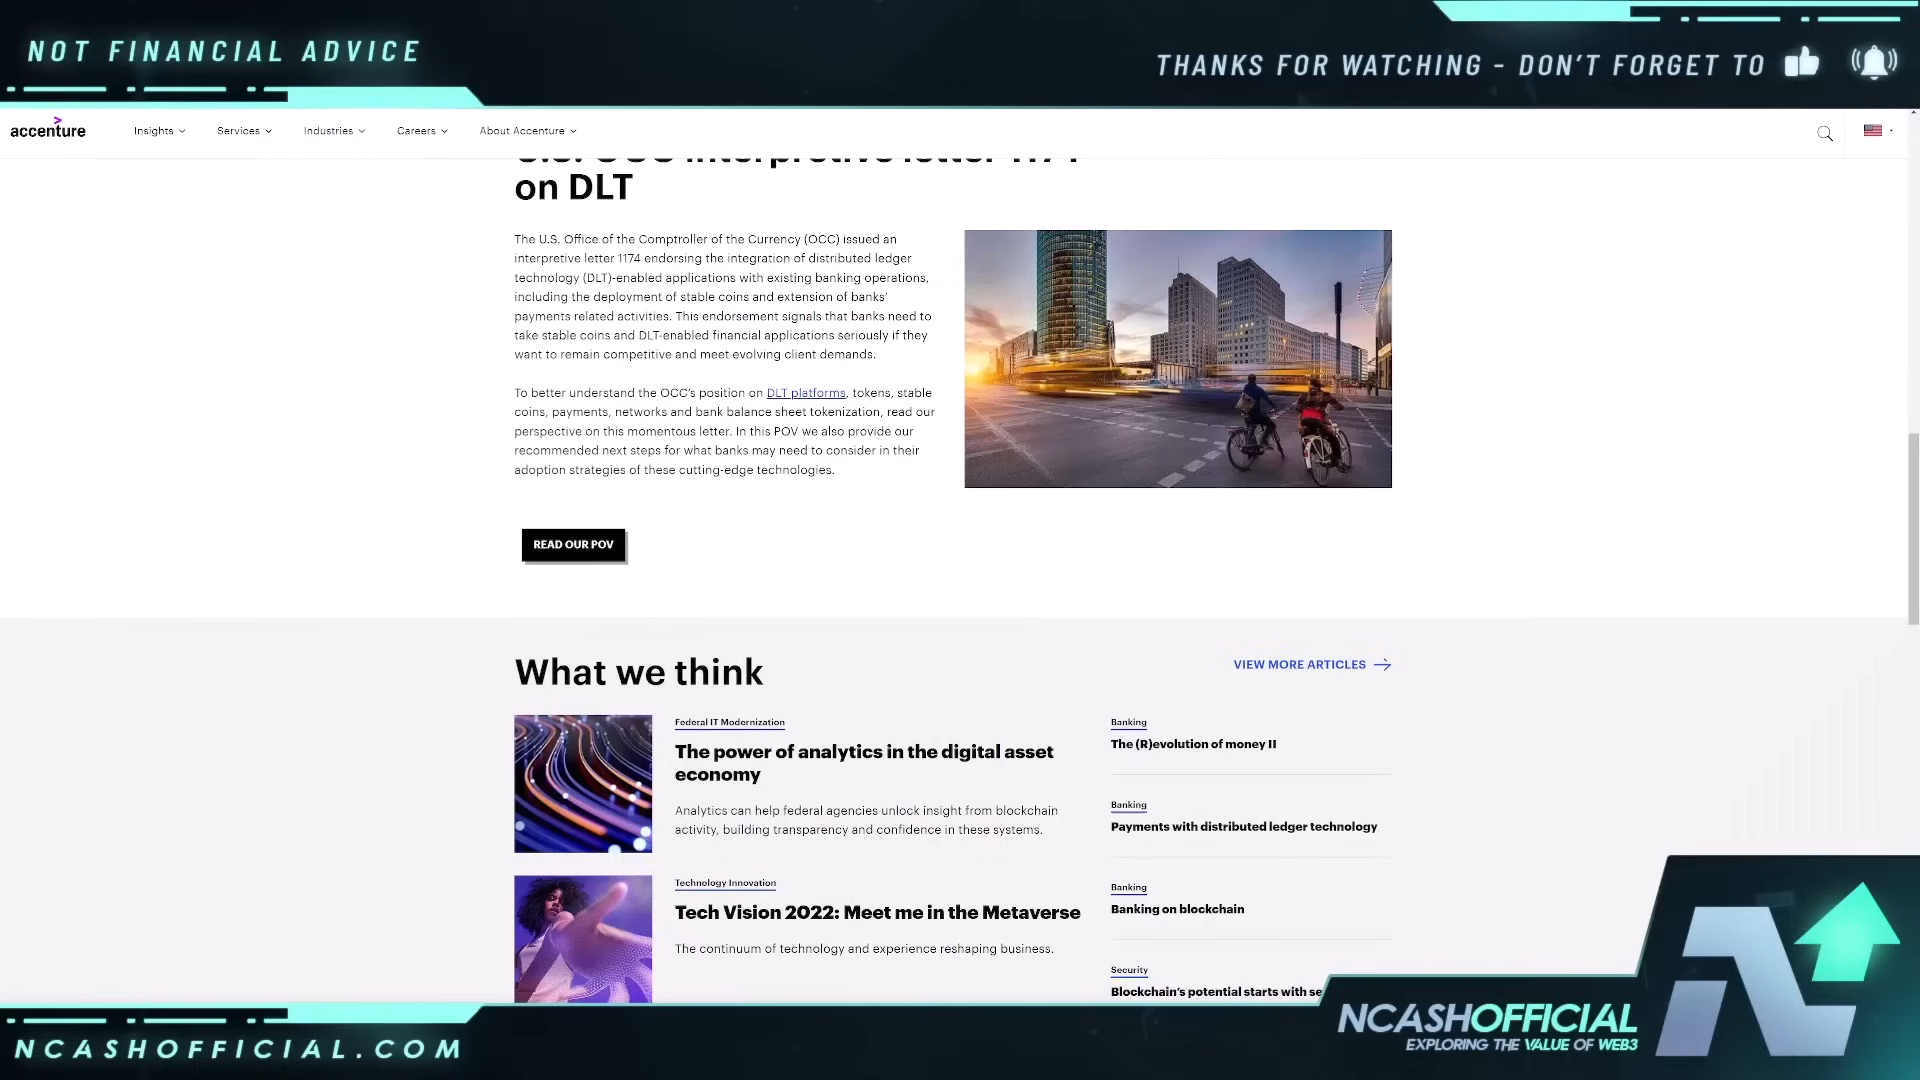 NOT FINANCIAL ADVICE
THANKS FOR WATCHING - DON'T FORGET TO
accenture
Insights
Services
Industries
Careers
About Accenture
U.S. OCC interpretive letter 1174
on DLT
The U.S. Office of the Comptroller of the Currency (OCC) issued an
interpretive letter 1174 endorsing the integration of distributed ledger
technology (DLT)-enabled applications with existing banking operations,
including the deployment of stable coins and extension of banks'
payments related activities. This endorsement signals that banks need to
take stable coins and DLT-enabled financial applications seriously if they
want to remain competitive and meet evolving client demands.
To better understand the OCC's position on DLT platforms, tokens, stable
coins, payments, networks and bank balance sheet tokenization, read our
perspective on this momentous letter. In this POV we also provide our
recommended next steps for what banks may need to consider in their
adoption strategies of these cutting-edge technologies.
READ OUR POV
What we think
VIEW MORE ARTICLES
Federal IT Modernization
The power of analytics in the digital asset
economy
Analytics can help federal agencies unlock insight from blockchain
activity, building transparency and confidence in these systems.
Technology Innovation
Tech Vision 2022: Meet me in the Metaverse
The continuum of technology and experience reshaping business.
Banking
The (R)evolution of money II
Banking
Payments with distributed ledger technology
Banking
Banking on blockchain
Security
Blockchain's potential starts with se
NCASHOFFICIAL.COM
NCASHOFFICIAL
EXPLORING THE VALUE OF WEB3